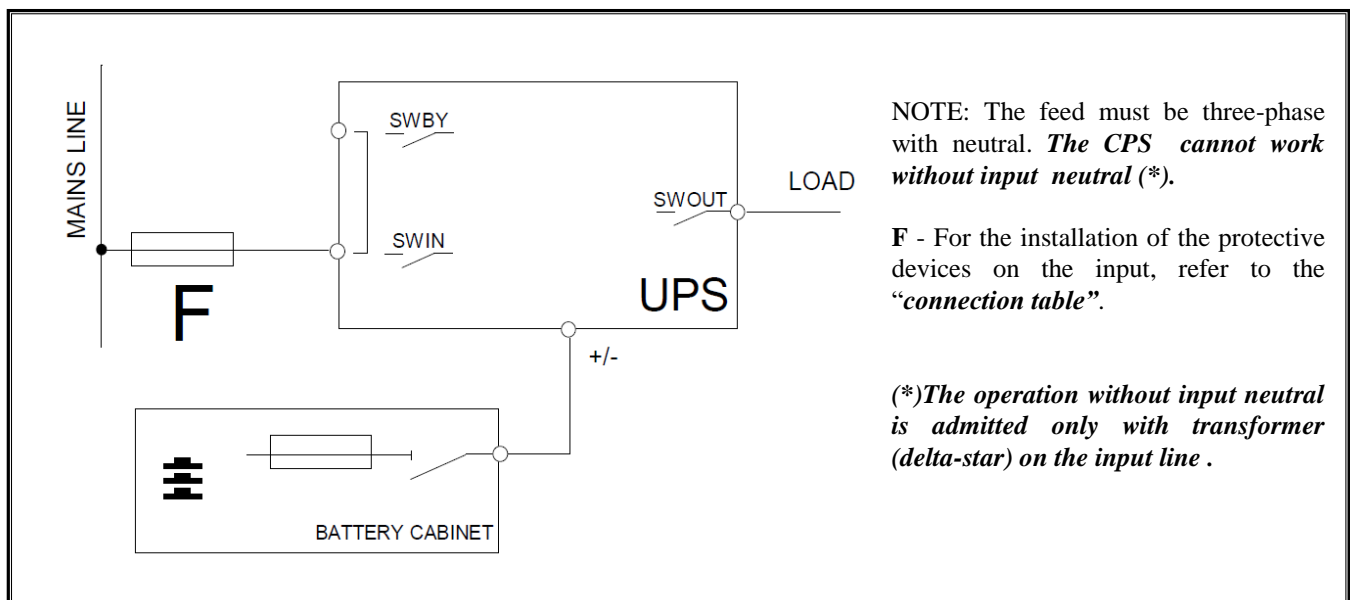 MAINS LINE
SWBY
SWIN
F
SWOUT
LOAD
UPS
+/-
BATTERY CABINET
NOTE: The feed must be three-phase
with neutral. The CPS cannot work
without input neutral (*).
F - For the installation of the protective
devices on the input, refer to the
“connection table”.
(*)The operation without input neutral
is admitted only with transformer
(delta-star) on the input line .